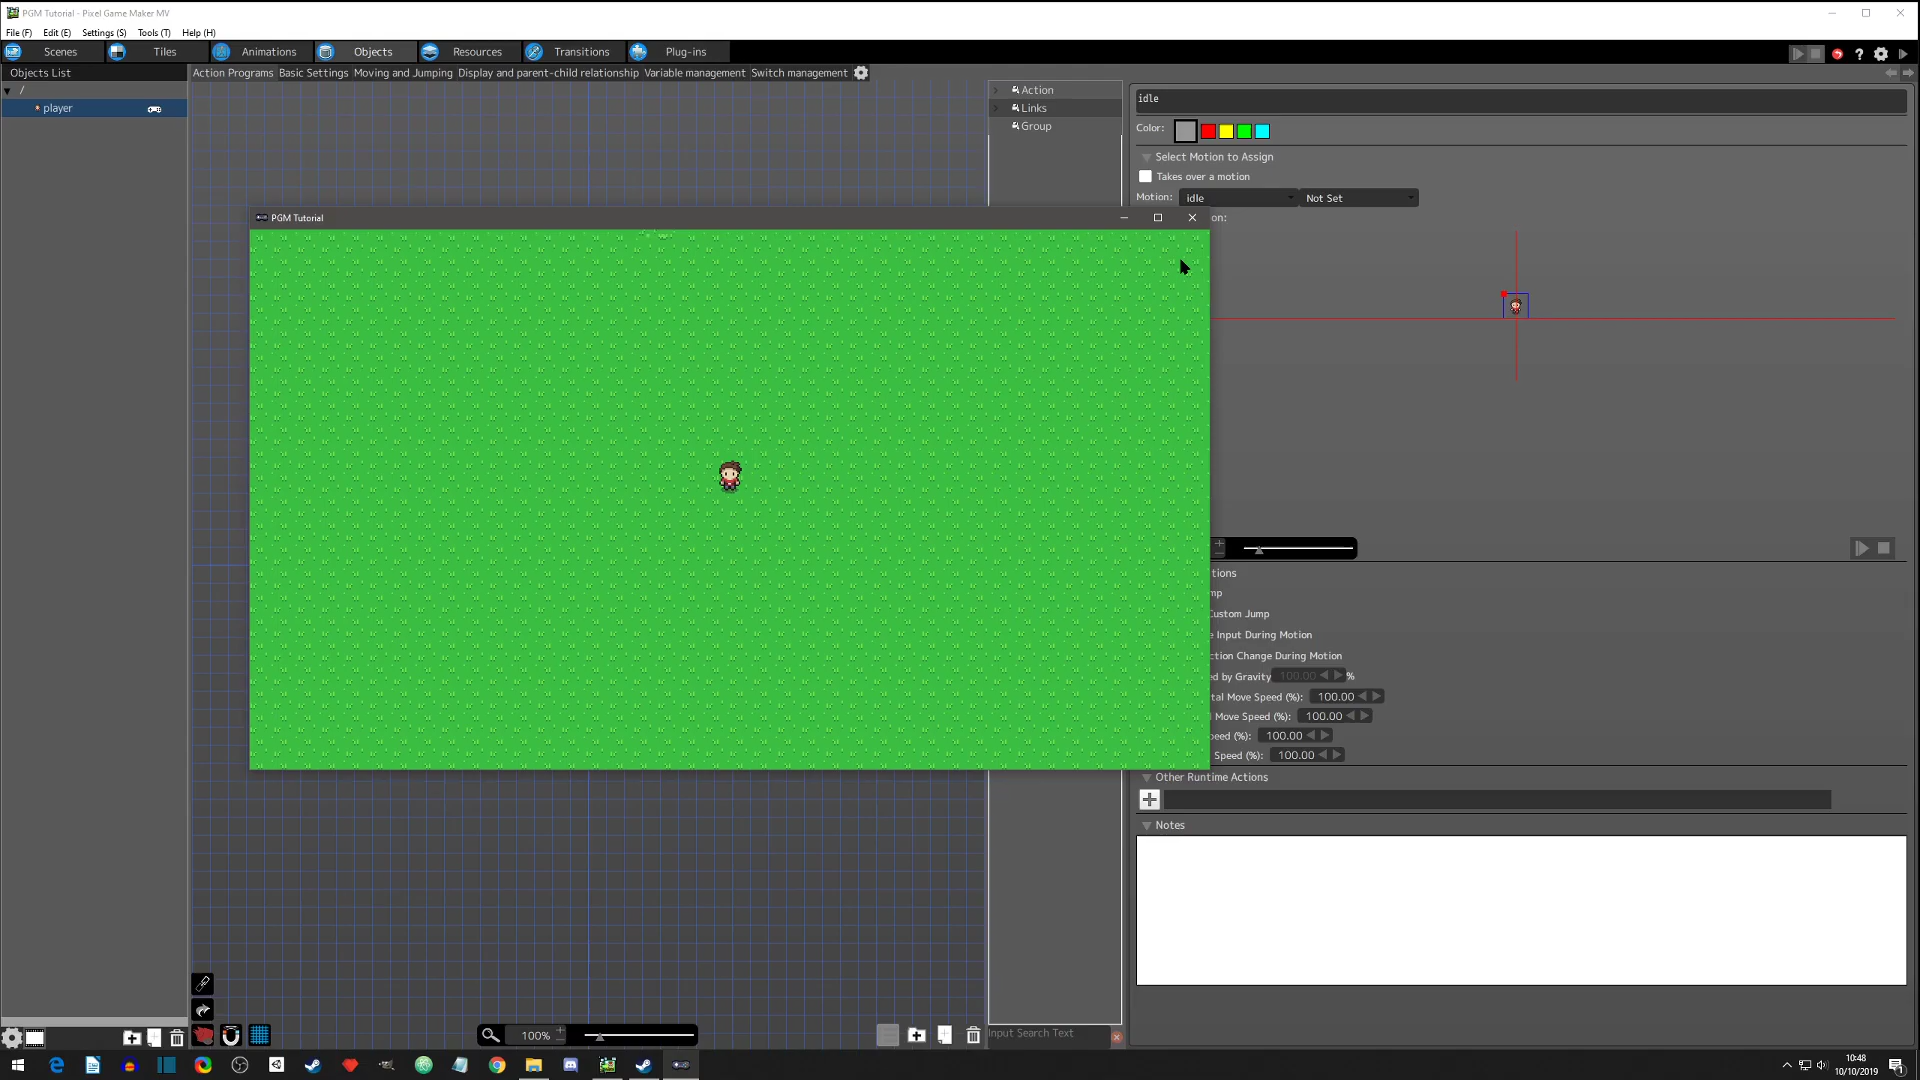 PGM Tutorial - Pixel Game Maker MV
File (F) Edit (E) Settings (S) Tools (T) Help (H)
Scenes Tiles Animations Objects Resources Transitions Plug-ins
Objects List
Action Programs Basic Settings Moving and Jumping Display and parent-child relationship Variable management Switch management
/
player
Action
Links
Group
idle
Color:
Select Motion to Assign
Takes over a motion
Motion: idle Not Set
on:
PGM Tutorial
tions
mp
Custom Jump
e Input During Motion
ction Change During Motion
ed by Gravity 100.00 %
tal Move Speed (%): 100.00
l Move Speed (%): 100.00
peed (%): 100.00
Speed (%): 100.00
Other Runtime Actions
Notes
100%
Input Search Text
10:48
10/10/2019